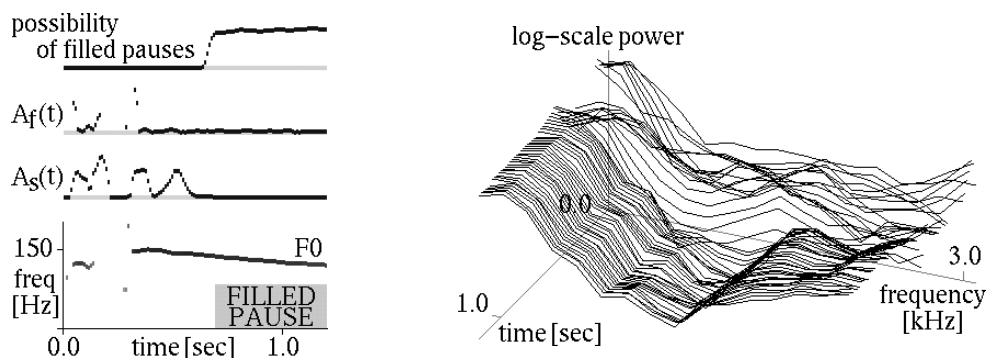 possibility
of filled pauses
Af(t)
As(t)
150
freq
[Hz]
F0
FILLED
PAUSE
0.0
time [sec]
1.0
log-scale power
0.0
1.0
time [sec]
3.0
frequency
[kHz]